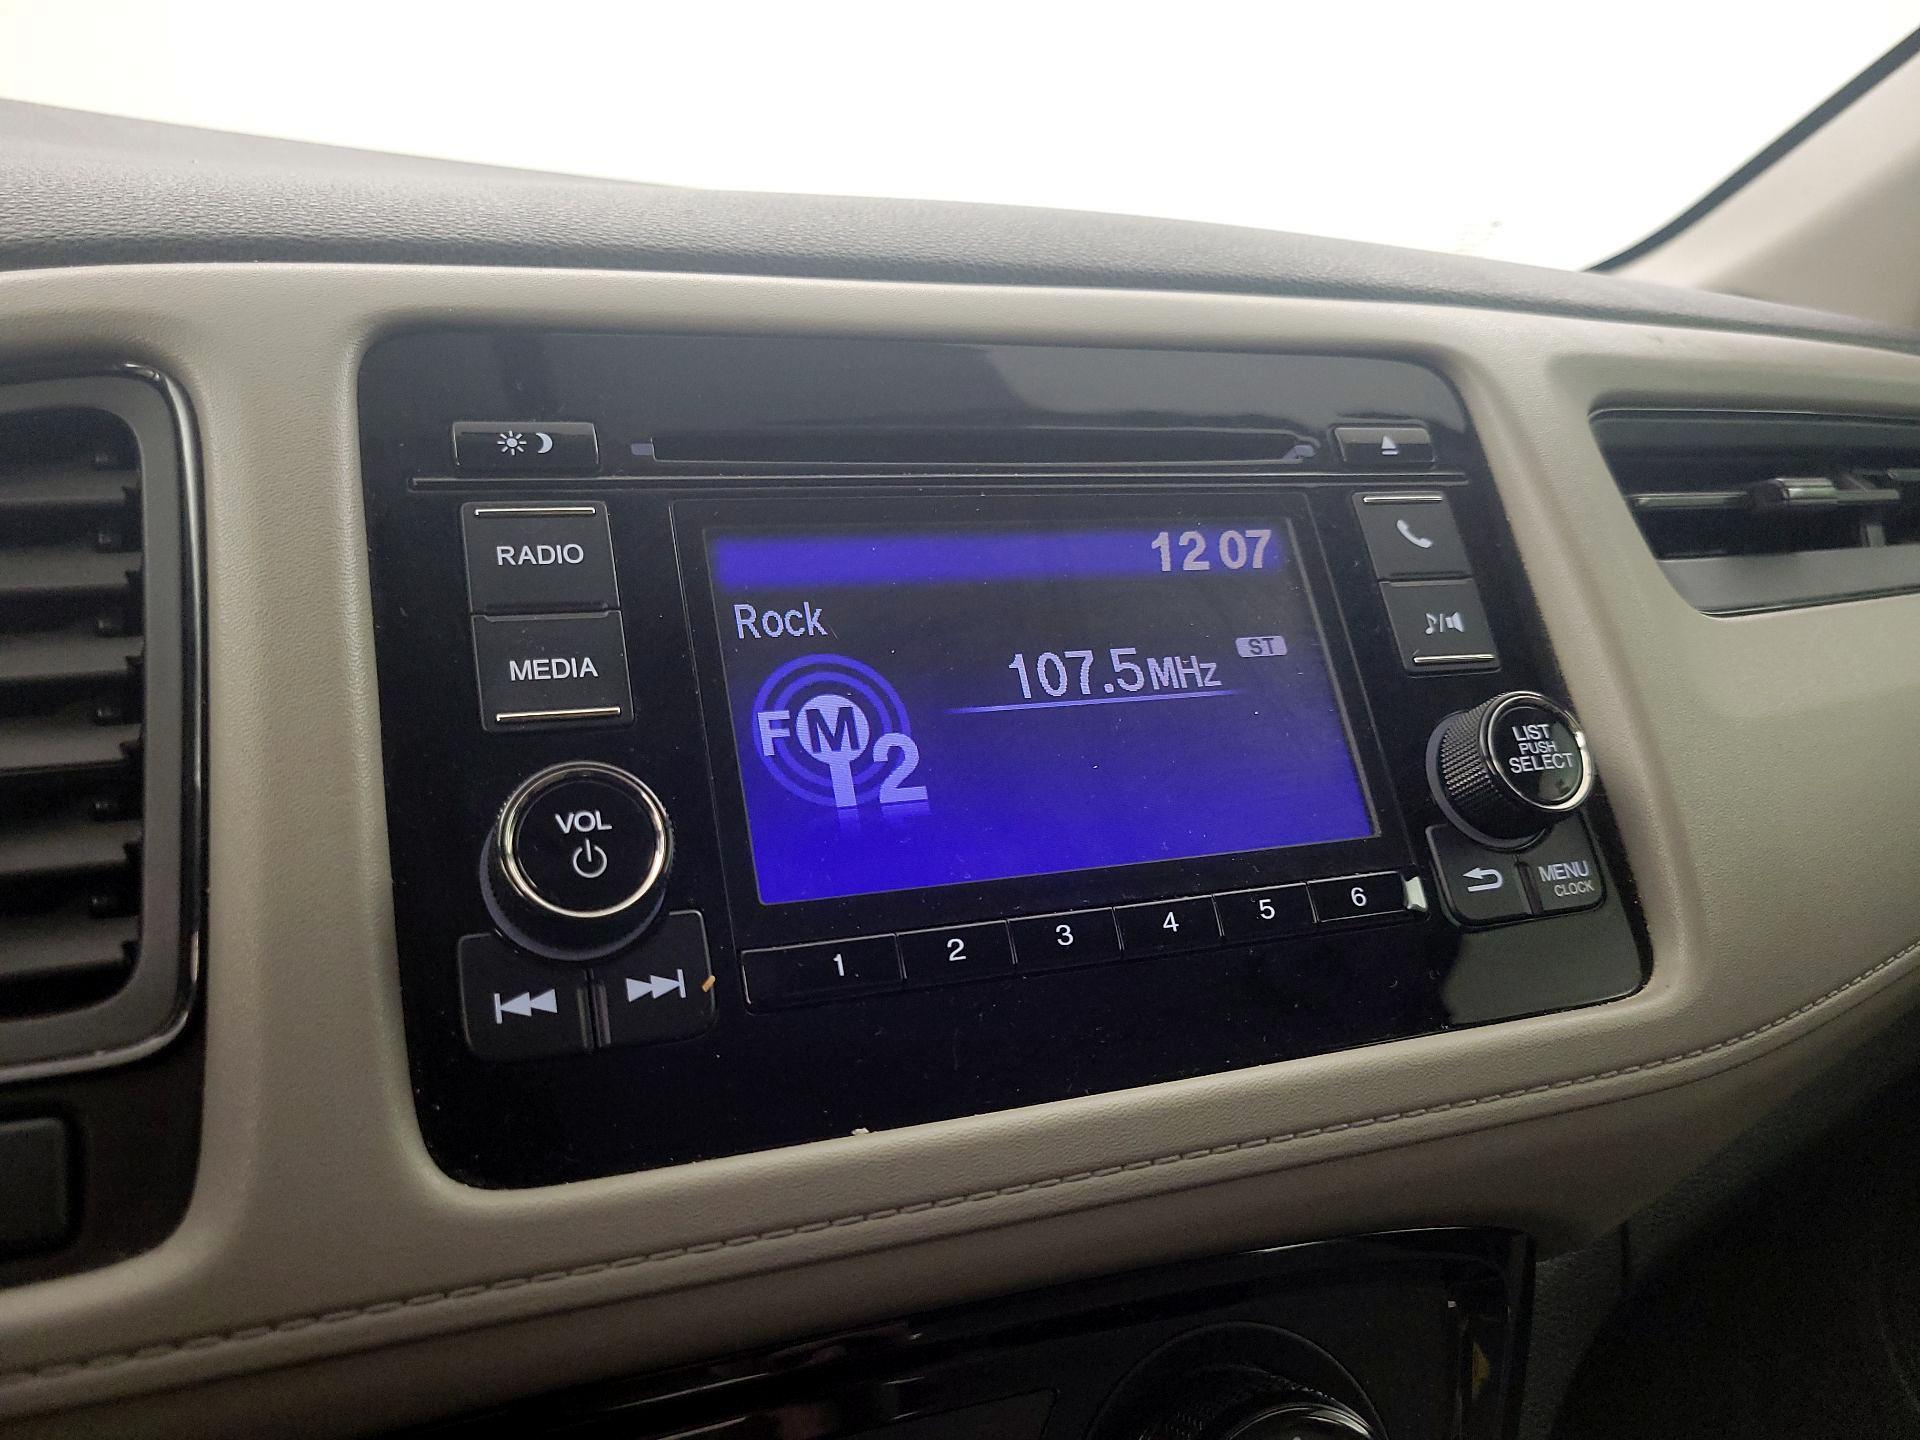 RADIO
MEDIA
VOL
12 07
Rock
107.5MHz
ST
FM
2
LIST
PUSH
SELECT
MENU
CLOCK
1
2
3
4
5
6